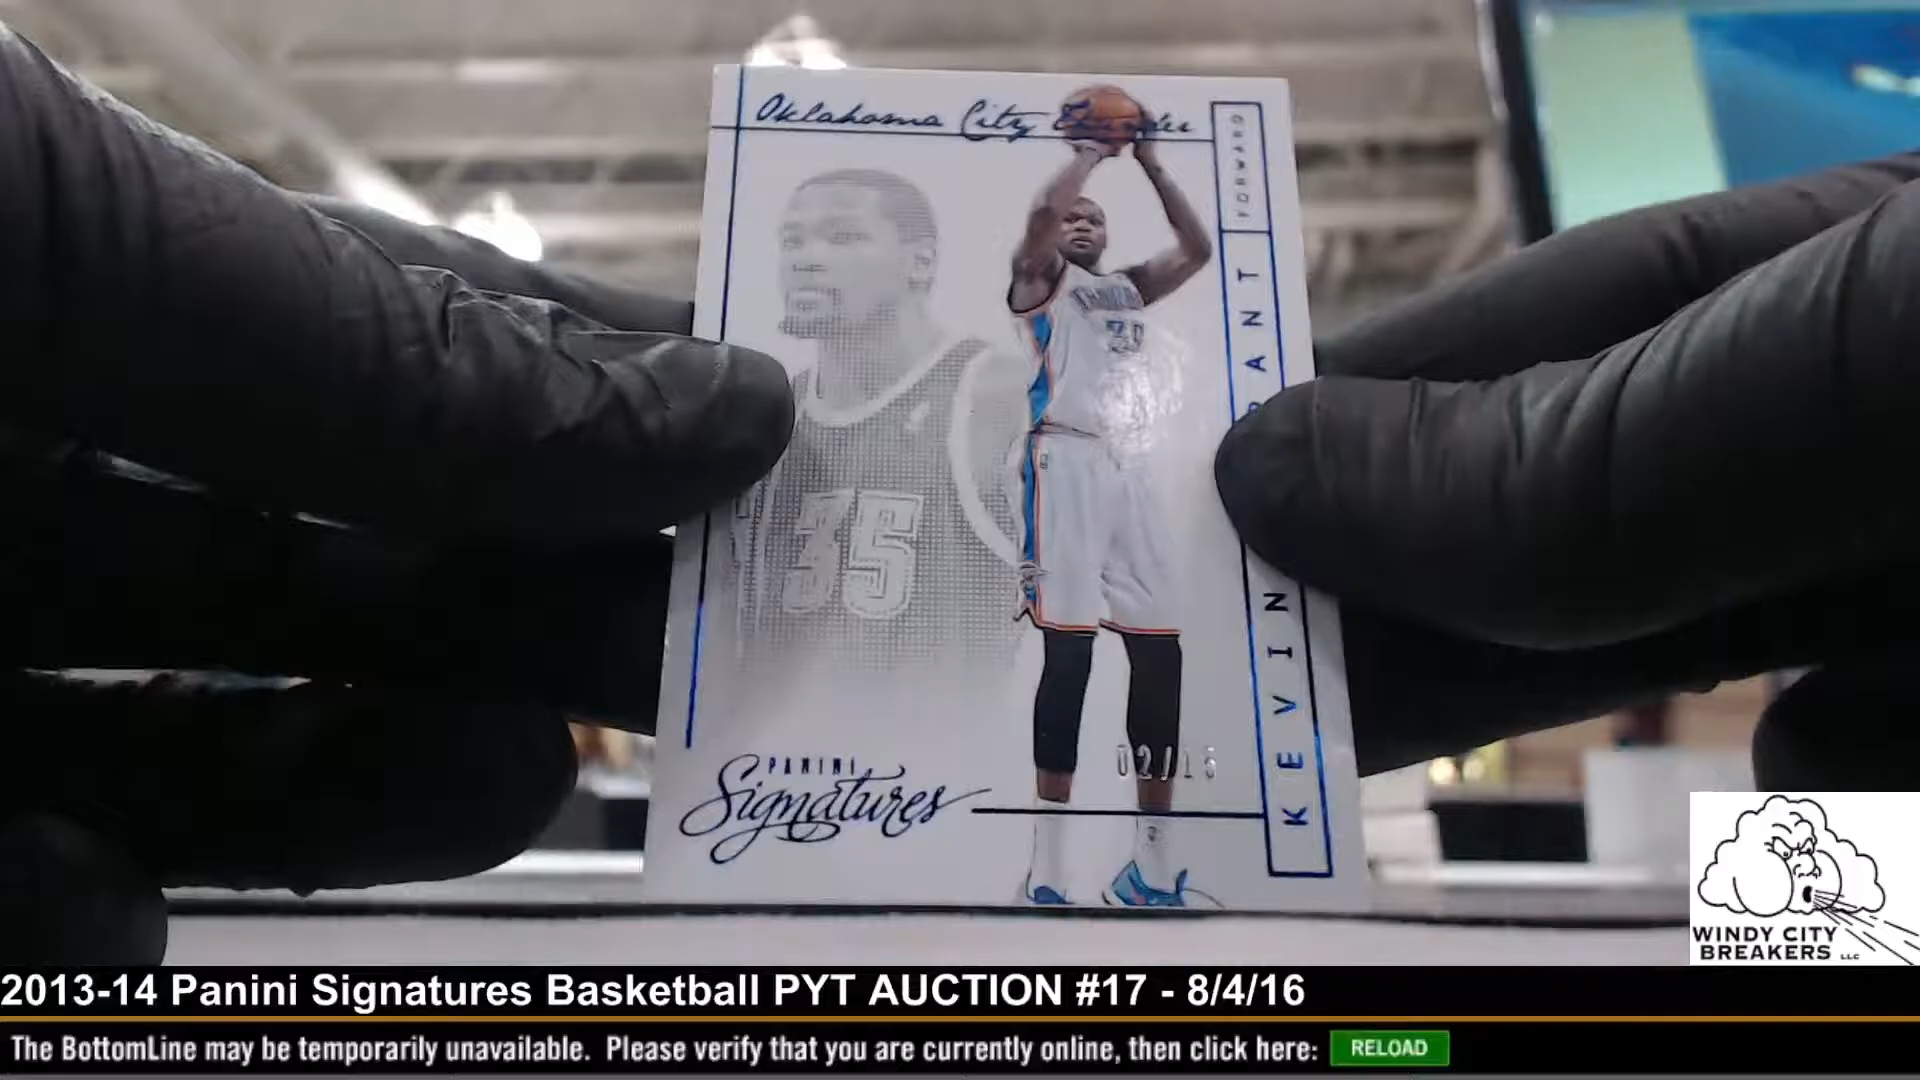 Oklahoma City Thunder
FORWARD
KEVIN RANT
35
35
PANINI
Signatures
02/15
WINDY CITY
BREAKERS LLC
2013-14 Panini Signatures Basketball PYT AUCTION #17 - 8/4/16
The BottomLine may be temporarily unavailable. Please verify that you are currently online, then click here: RELOAD